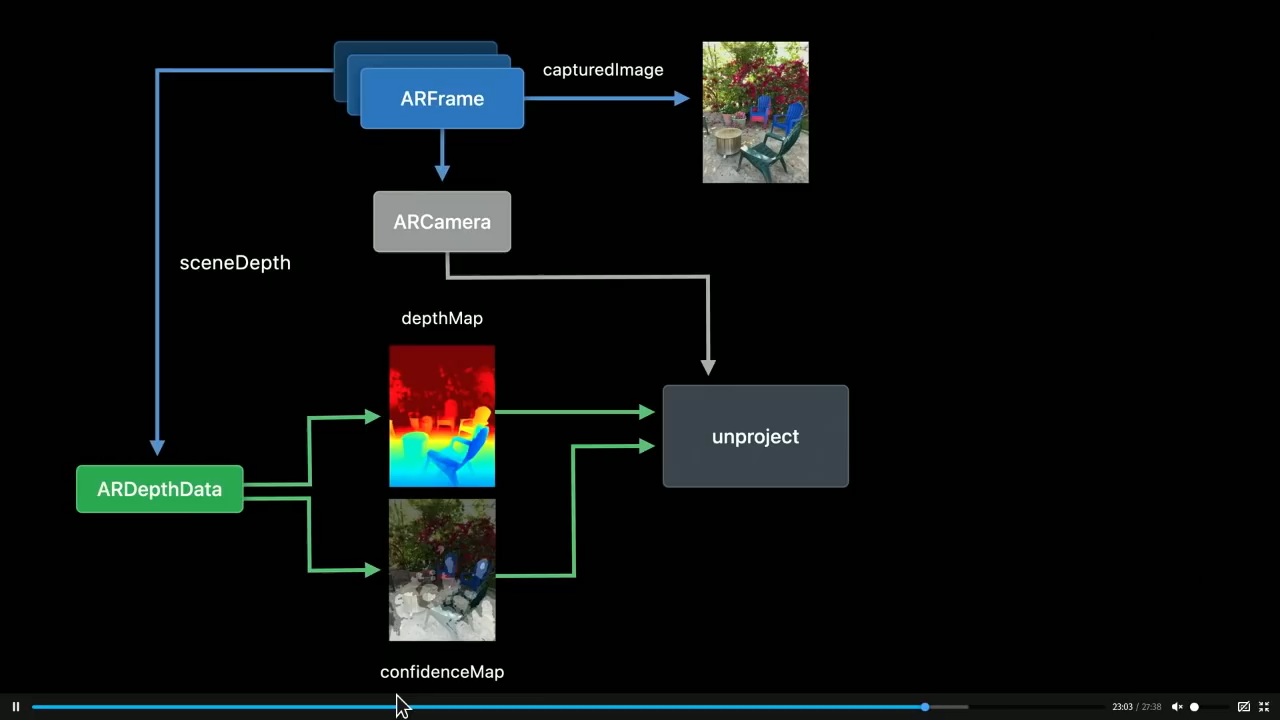 capturedImage
ARFrame
ARCamera
sceneDepth
depthMap
unproject
ARDepthData
confidenceMap
23:03 / 27:38